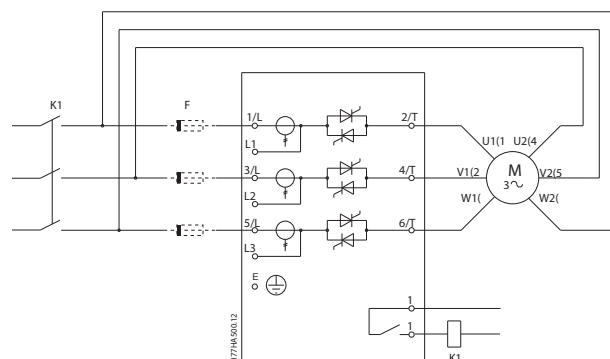 K1
F
1/L
2/T
L1
U1(1 U2(4
3/L
4/T
V1(2
M
3~
V2(5
L2
W1(
W2(
5/L
6/T
L3
E
1
1
K1
177HA500.12